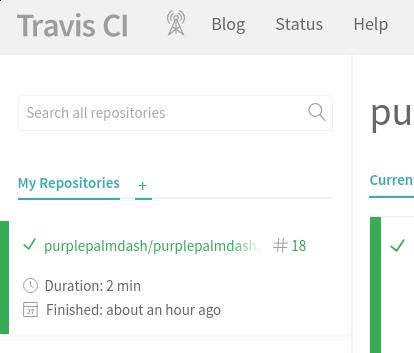 Travis CI Blog Status Help
Search all repositories
pu
My Repositories +
Curren
purplepalmdash/purplepalmdash. # 18
Duration: 2 min
27 Finished: about an hour ago